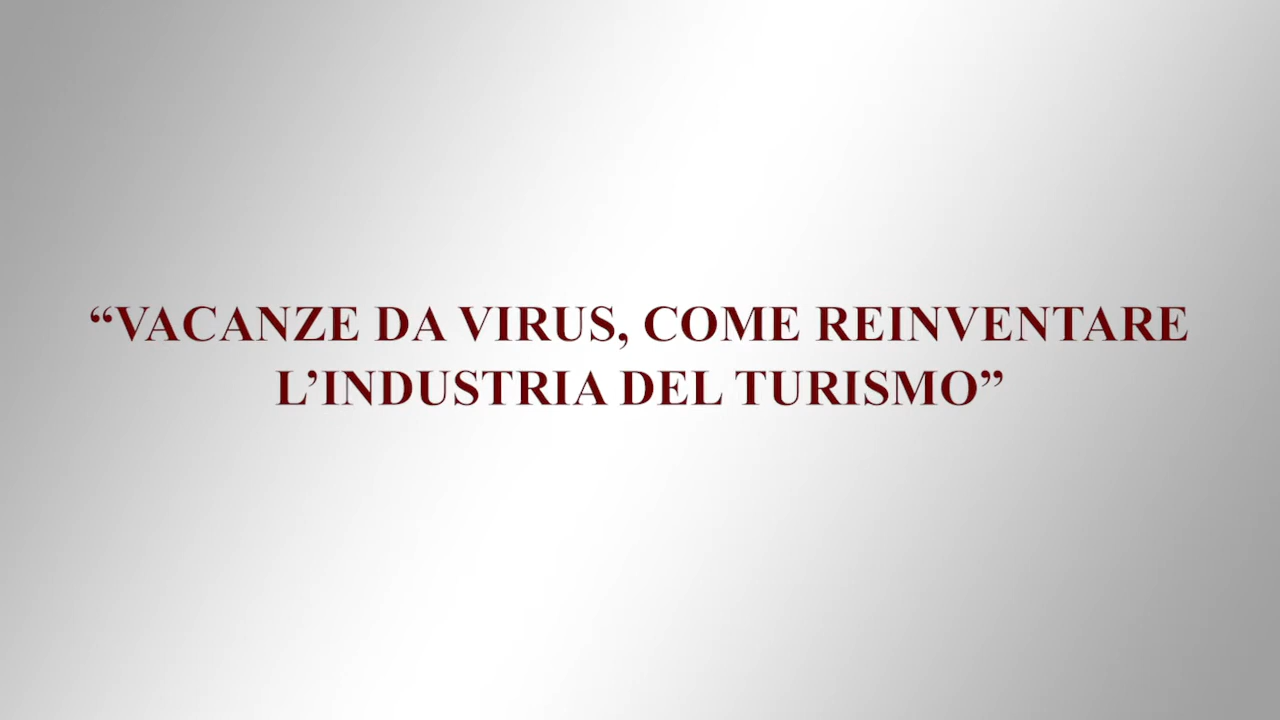 “VACANZE DA VIRUS, COME REINVENTARE
L’INDUSTRIA DEL TURISMO”